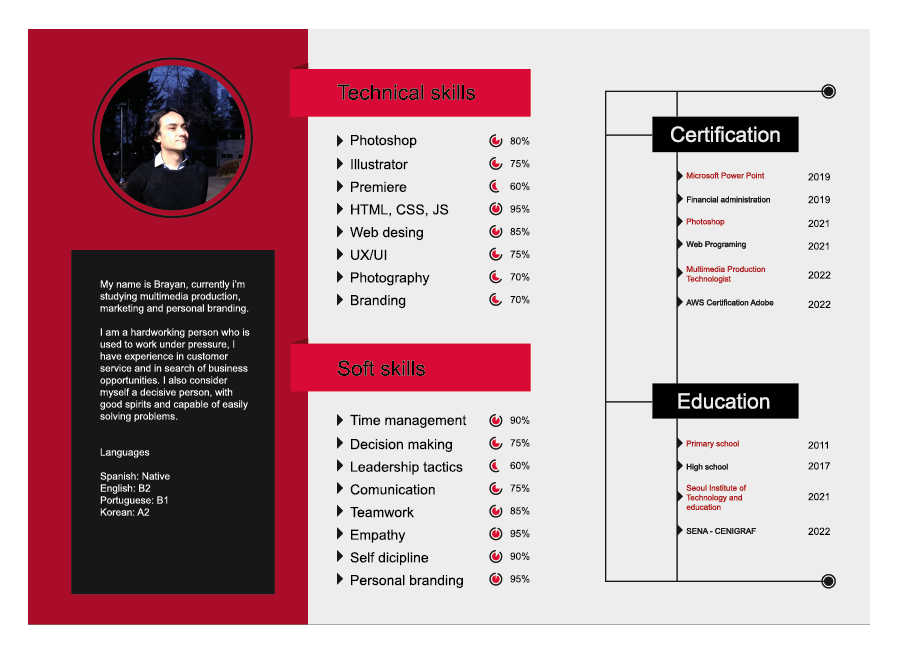 My name is Brayan, currently i'm
studying multimedia production,
marketing and personal branding.
I am a hardworking person who is
used to work under pressure, I
have experience in customer
service and in search of business
opportunities. I also consider
myself a decisive person, with
good spirits and capable of easily
solving problems.
Languages
Spanish: Native
English: B2
Portuguese: B1
Korean: A2
Technical skills
Photoshop 80%
Illustrator 75%
Premiere 60%
HTML, CSS, JS 95%
Web desing 85%
UX/UI 75%
Photography 70%
Branding 70%
Soft skills
Time management 90%
Decision making 75%
Leadership tactics 60%
Comunication 75%
Teamwork 85%
Empathy 95%
Self dicipline 90%
Personal branding 95%
Certification
Microsoft Power Point 2019
Financial administration 2019
Photoshop 2021
Web Programing 2021
Multimedia Production
Technologist 2022
AWS Certification Adobe 2022
Education
Primary school 2011
High school 2017
Seoul Institute of
Technology and 2021
education
SENA - CENIGRAF 2022